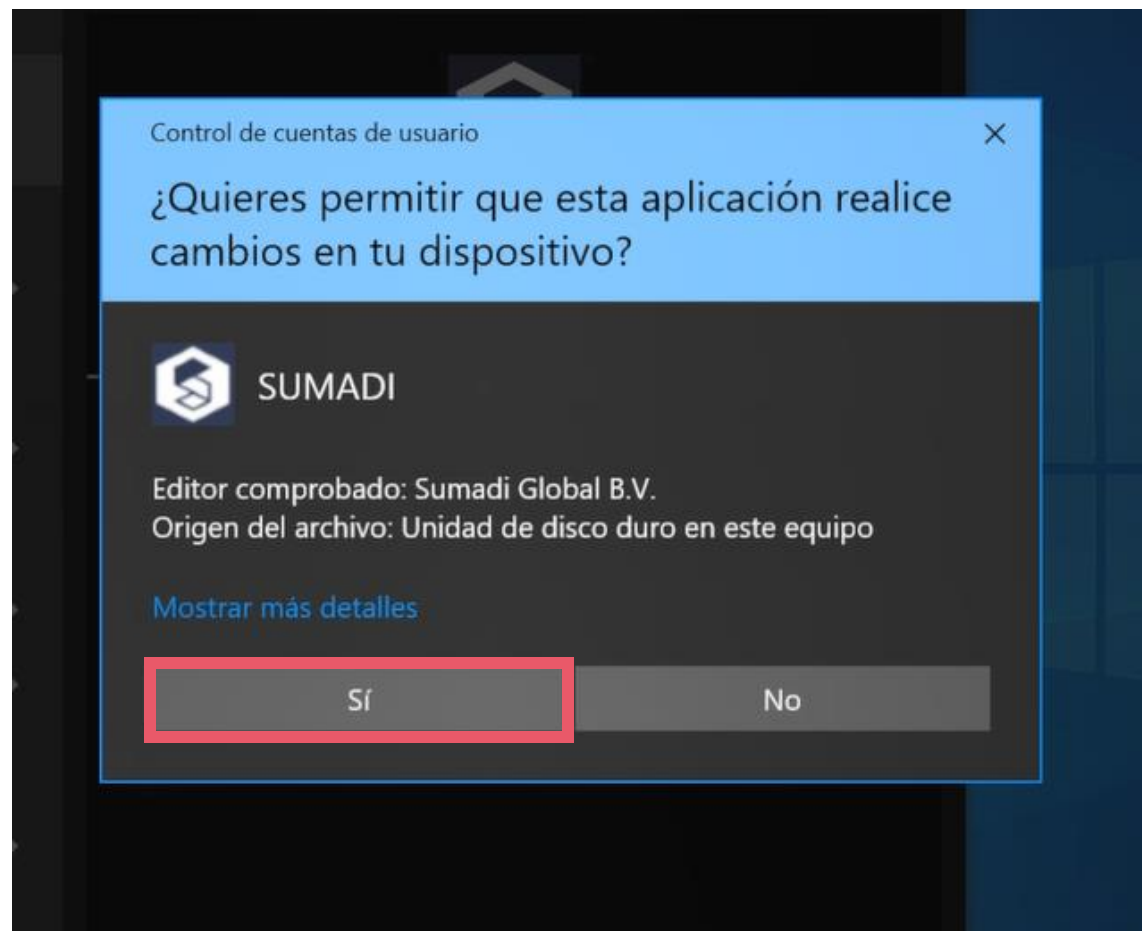 Control de cuentas de usuario
¿Quieres permitir que esta aplicación realice
cambios en tu dispositivo?
SUMADI
Editor comprobado: Sumadi Global B.V.
Origen del archivo: Unidad de disco duro en este equipo
Mostrar más detalles
Sí
No